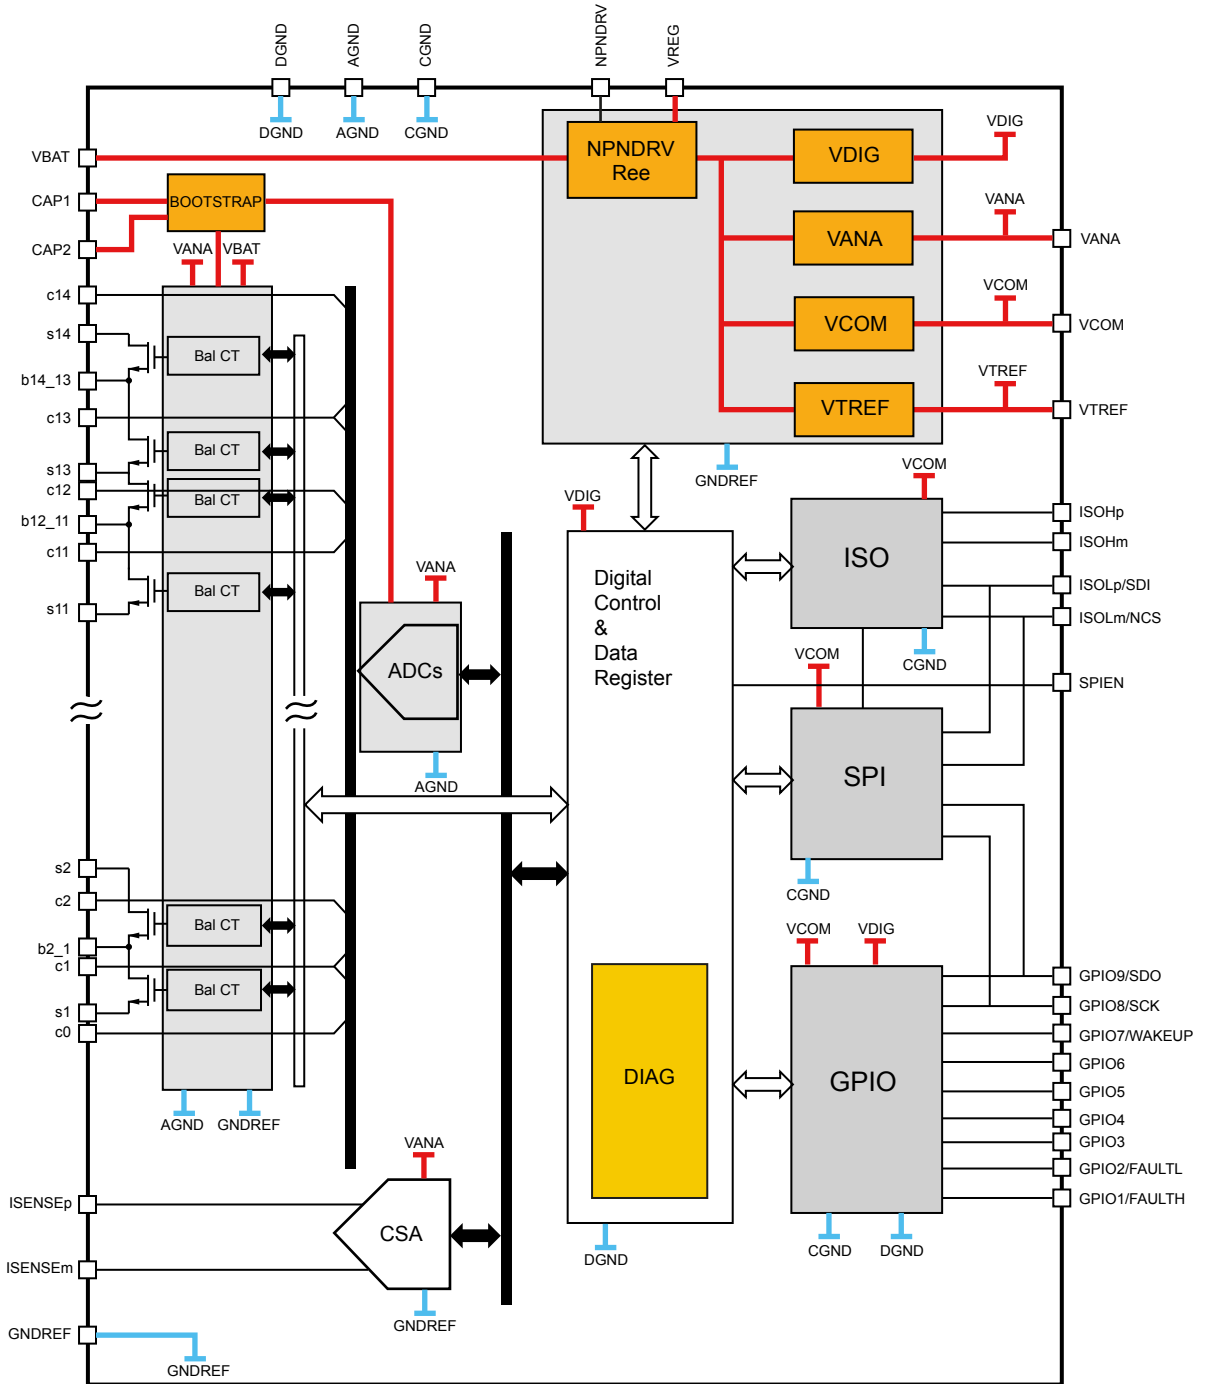 DGND
AGND
CGND
NPNDRV
VREG
DGND
AGND
CGND
VBAT
CAP1
CAP2
BOOTSTRAP
VANA
VBAT
NPNDRV
Ree
VDIG
VDIG
VANA
VANA
VANA
VCOM
VCOM
VCOM
VTREF
VTREF
VTREF
GNDREF
c14
s14
b14_13
c13
s13
c12
b12_11
c11
s11
Bal CT
Bal CT
Bal CT
Bal CT
VANA
ADCs
AGND
VDIG
Digital
Control
&
Data
Register
DIAG
DGND
VCOM
ISO
CGND
ISOHp
ISOHm
ISOLp/SDI
ISOLm/NCS
SPIEN
VCOM
SPI
CGND
s2
c2
b2_1
c1
s1
c0
Bal CT
Bal CT
AGND
GNDREF
VCOM
VDIG
GPIO
CGND
DGND
GPIO9/SDO
GPIO8/SCK
GPIO7/WAKEUP
GPIO6
GPIO5
GPIO4
GPIO3
GPIO2/FAULTL
GPIO1/FAULTH
ISENSEp
ISENSEm
VANA
CSA
GNDREF
GNDREF
GNDREF